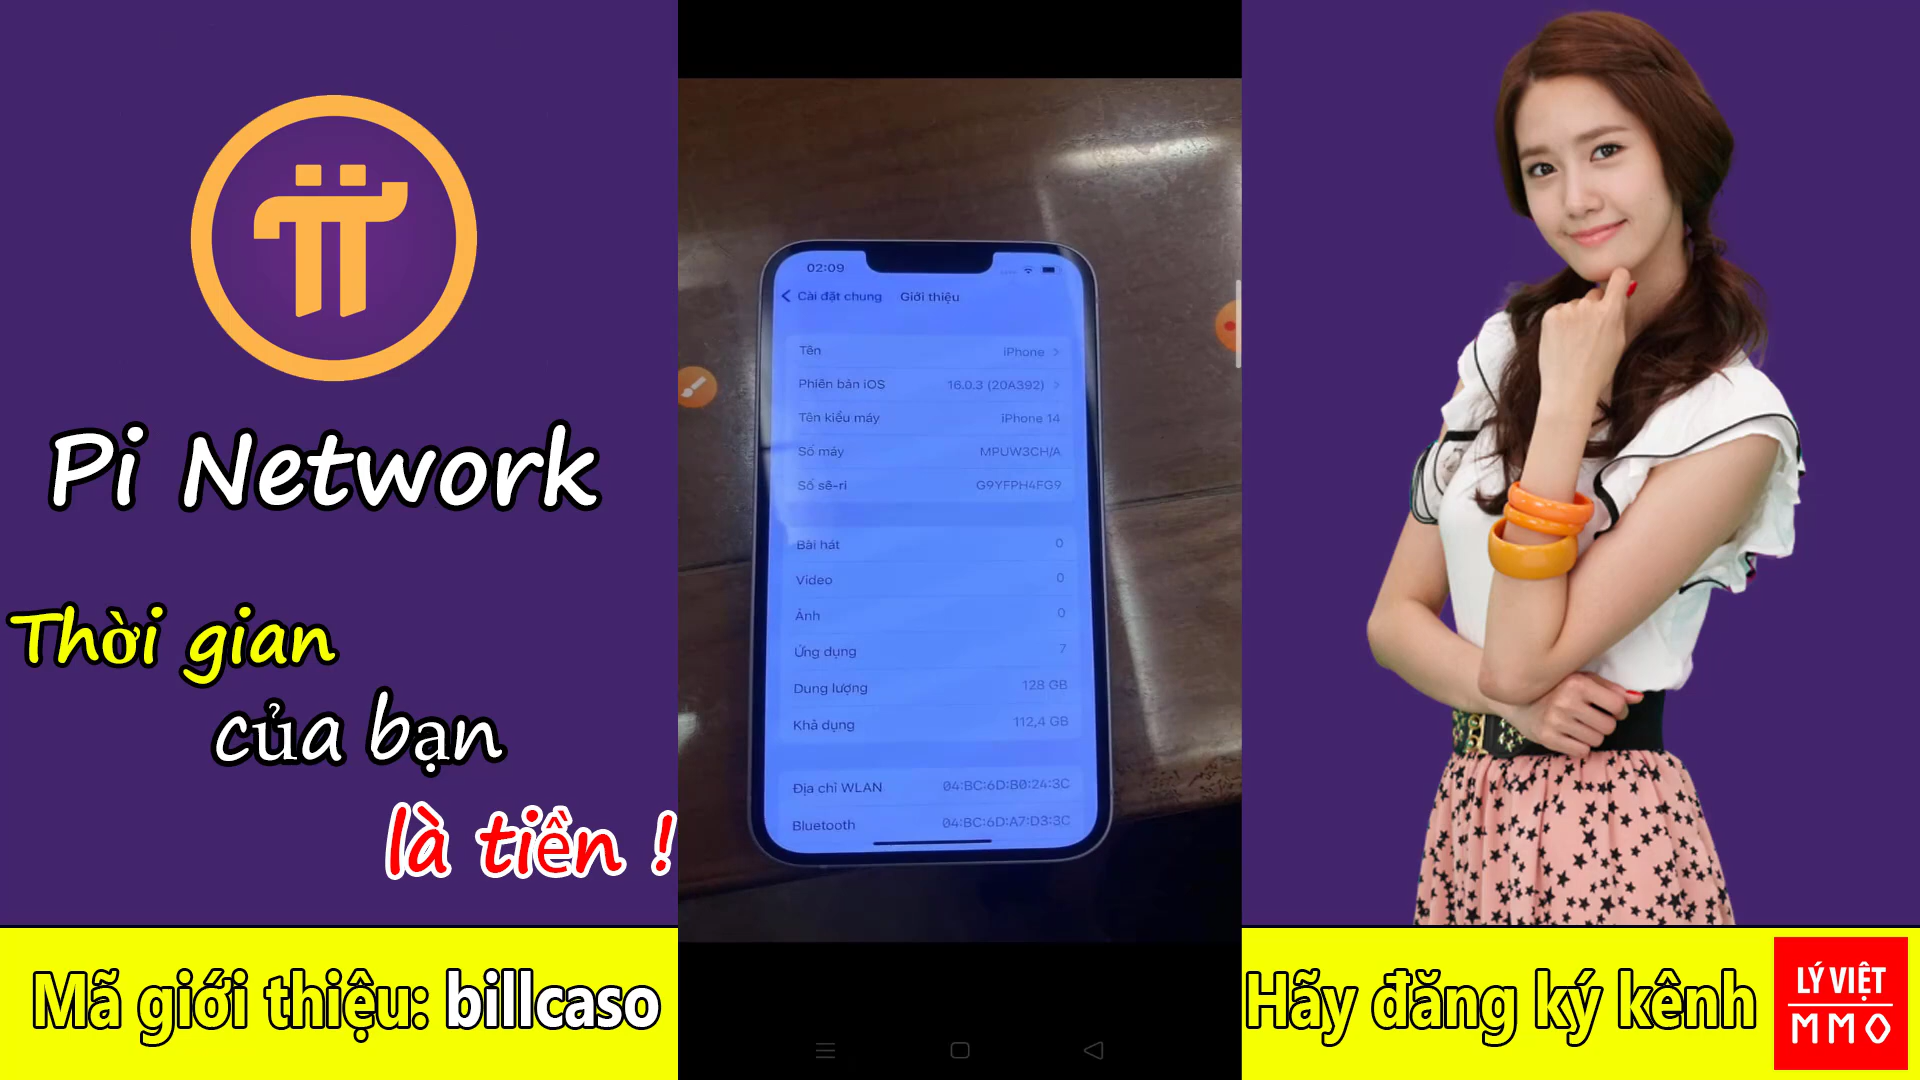 Pi Network
Thời gian
của bạn
là tiền !
Mã giới thiệu: billcaso
02:09
Cài đặt chung Giới thiệu
Tên iPhone
Phiên bản iOS 16.0.3 (20A392)
Tên kiểu máy iPhone 14
Số máy MPUW3CH/A
Số sê-ri G9YFPH4FG9
Bài hát 0
Video 0
Ảnh 0
Ứng dụng 7
Dung lượng 128 GB
Khả dụng 112,4 GB
Địa chỉ WLAN 04:BC:6D:B0:24:3C
Bluetooth 04:BC:6D:A7:D3:3C
Hãy đăng ký kênh
LÝ VIỆT
MMO